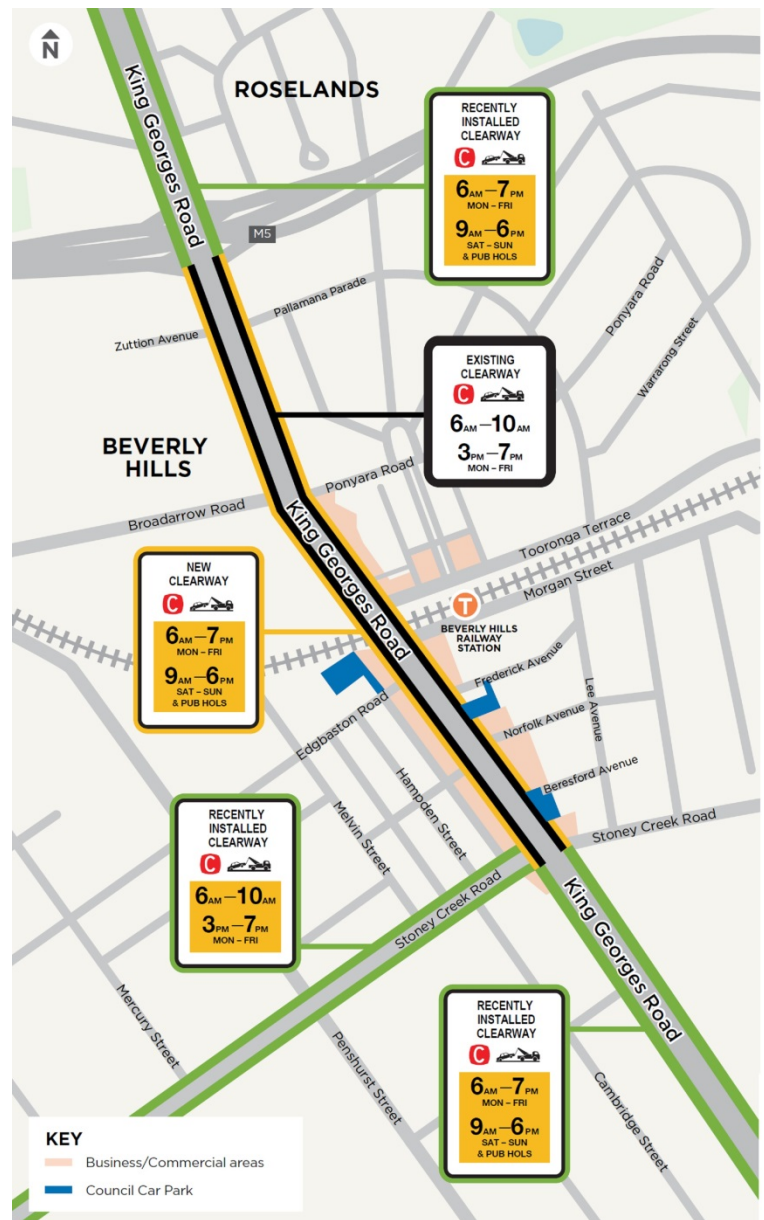 N
ROSELANDS
King Georges Road
RECENTLY
INSTALLED
CLEARWAY
C
6AM–7PM
MON – FRI
9AM–6PM
SAT – SUN
& PUB HOLS
King Georges Road
M5
Pallamana Parade
Zuttion Avenue
Ponyara Road
Warrarong Street
EXISTING
CLEARWAY
C
6AM–10AM
3PM–7PM
MON – FRI
BEVERLY
HILLS
Ponyara Road
Broadarrow Road
King Georges Road
Tooronga Terrace
Morgan Street
NEW
CLEARWAY
C
6AM–7PM
MON – FRI
9AM–6PM
SAT – SUN
& PUB HOLS
T
BEVERLY HILLS
RAILWAY
STATION
Frederick Avenue
Edgbaston Road
Lee Avenue
Norfolk Avenue
Beresford Avenue
Hampden Street
Melvin Street
Stoney Creek Road
RECENTLY
INSTALLED
CLEARWAY
C
6AM–10AM
3PM–7PM
MON – FRI
Stoney Creek Road
King Georges Road
Mercury Street
Penshurst Street
RECENTLY
INSTALLED
CLEARWAY
C
6AM–7PM
MON – FRI
9AM–6PM
SAT – SUN
& PUB HOLS
Cambridge Street
KEY
Business/Commercial areas
Council Car Park